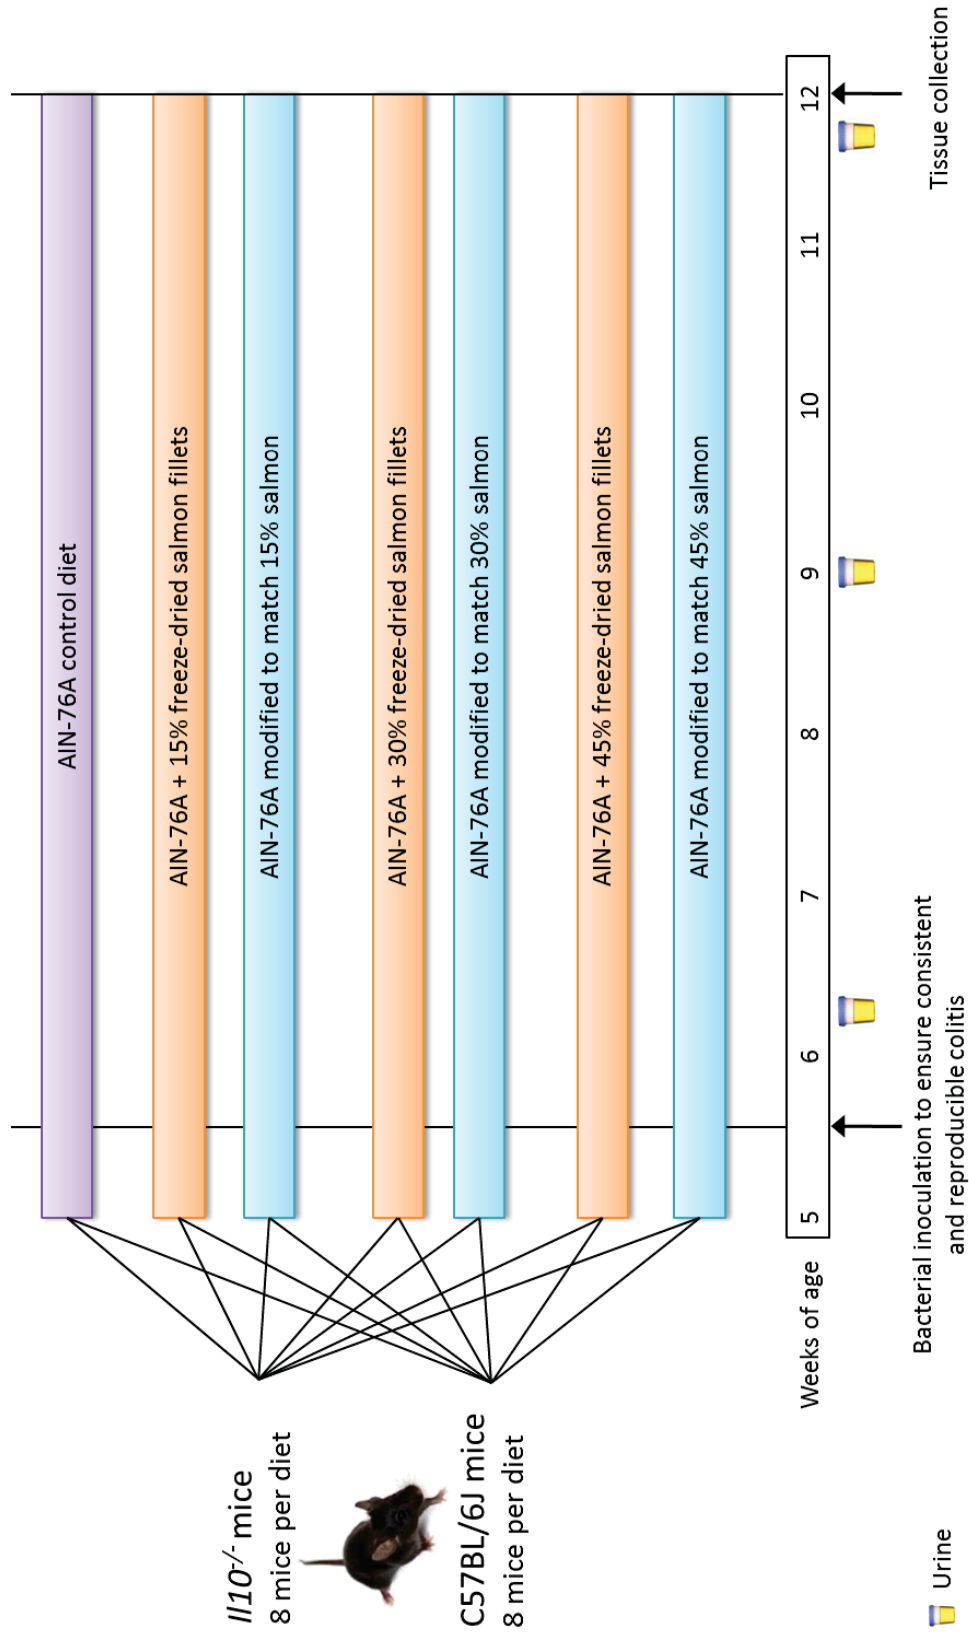 Il10-/- mice
8 mice per diet
C57BL/6J mice
8 mice per diet
AIN-76A control diet
AIN-76A + 15% freeze-dried salmon fillets
AIN-76A modified to match 15% salmon
AIN-76A + 30% freeze-dried salmon fillets
AIN-76A modified to match 30% salmon
AIN-76A + 45% freeze-dried salmon fillets
AIN-76A modified to match 45% salmon
Weeks of age 5 6 7 8 9 10 11 12
Bacterial inoculation to ensure consistent
and reproducible colitis
Tissue collection
Urine